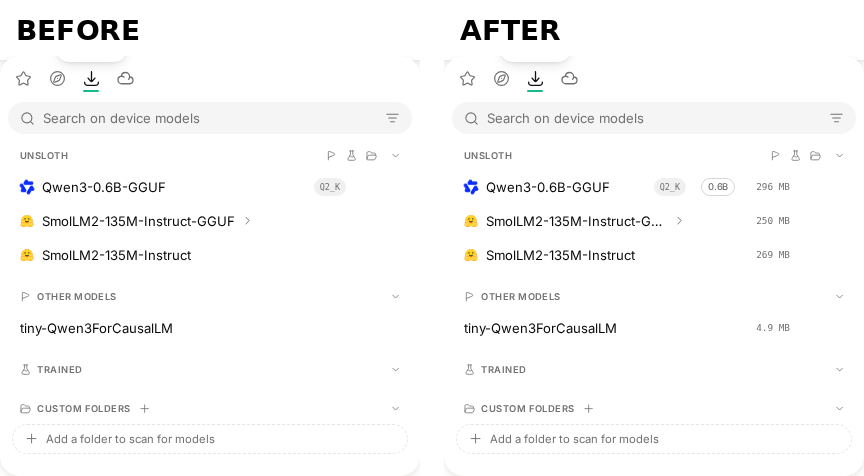 BEFORE
Search on device models
UNSLOTH
Qwen3-0.6B-GGUF Q2_K
SmolLM2-135M-Instruct-GGUF
SmolLM2-135M-Instruct
OTHER MODELS
tiny-Qwen3ForCausalLM
TRAINED
CUSTOM FOLDERS
Add a folder to scan for models
AFTER
Search on device models
UNSLOTH
Qwen3-0.6B-GGUF Q2_K 0.6B 296 MB
SmolLM2-135M-Instruct-G... 250 MB
SmolLM2-135M-Instruct 269 MB
OTHER MODELS
tiny-Qwen3ForCausalLM 4.9 MB
TRAINED
CUSTOM FOLDERS
Add a folder to scan for models